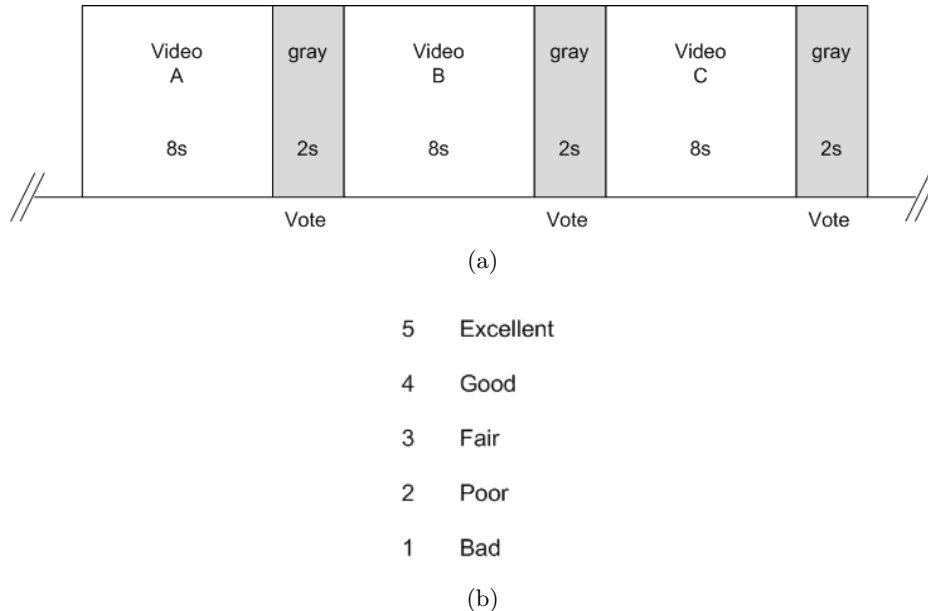 Video gray Video gray Video gray
A B C
8s 2s 8s 2s 8s 2s
Vote Vote Vote
(a)
5 Excellent
4 Good
3 Fair
2 Poor
1 Bad
(b)